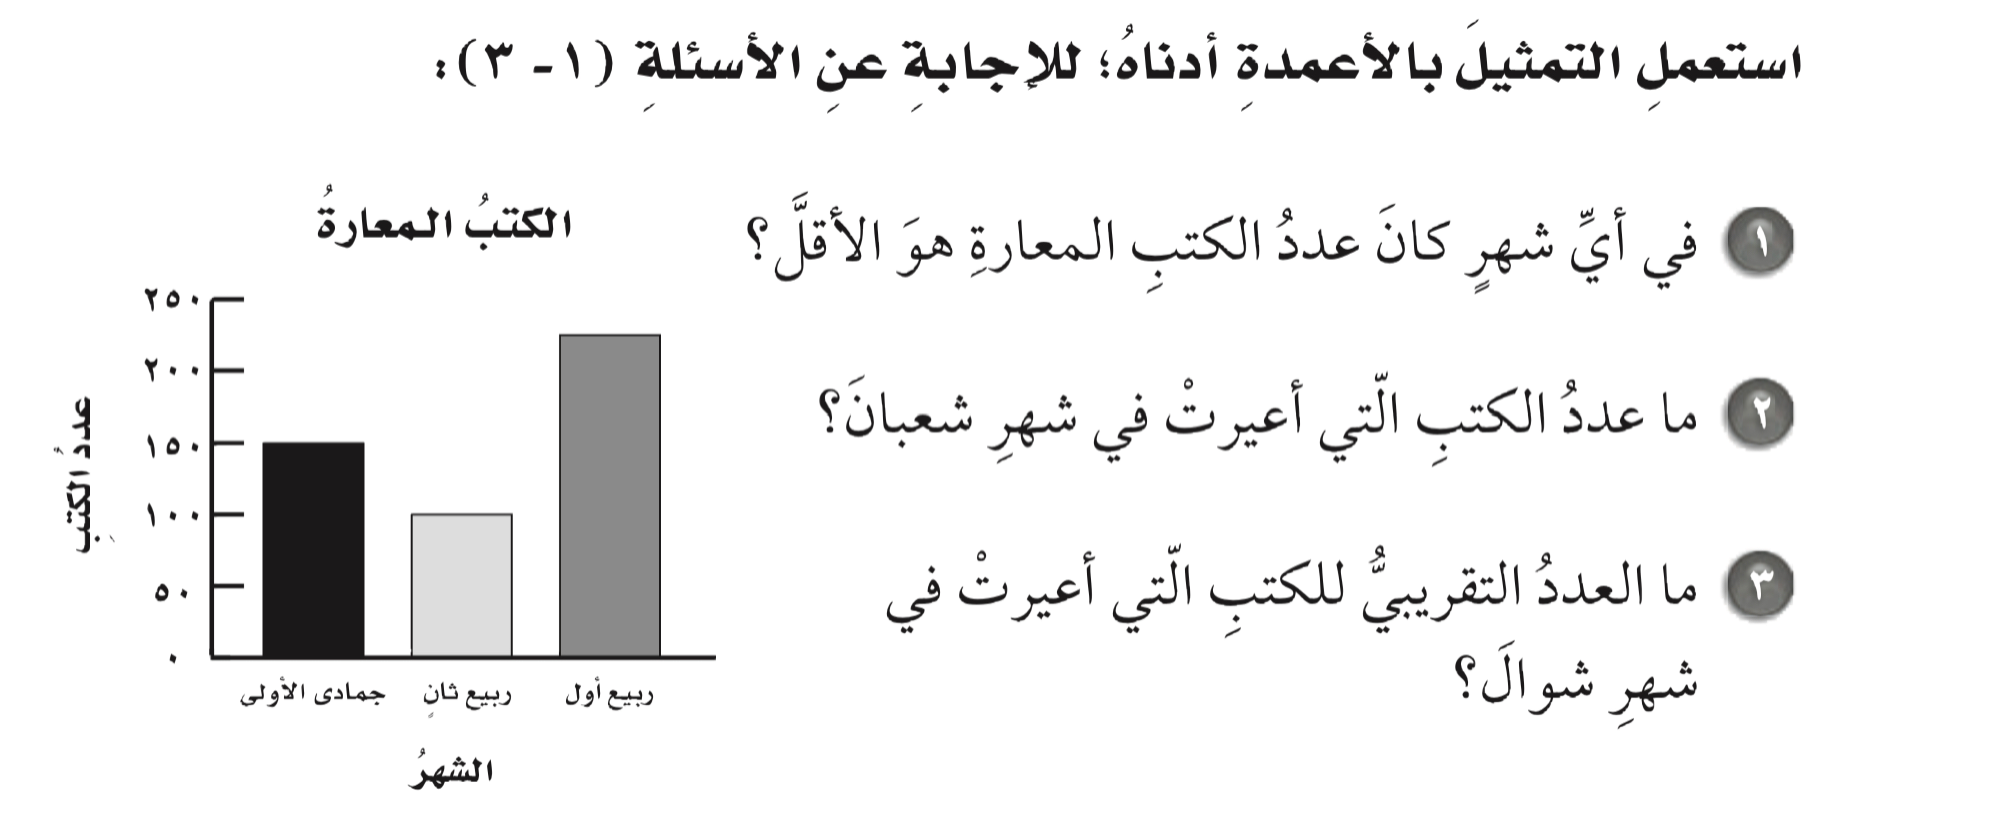 استعملِ التمثيلَ بالأعمدةِ أدناهُ؛ للإجابةِ عنِ الأسئلةِ (١- ٣):
١ في أيِّ شهرٍ كانَ عددُ الكتبِ المعارةِ هوَ الأقلَّ؟
٢ ما عددُ الكتبِ الّتي أعيرتْ في شهرِ شعبانَ؟
٣ ما العددُ التقريبيُّ للكتبِ الّتي أعيرتْ في
شهرِ شوالَ؟
الكتبُ المعارةُ
عددُ الكتبِ
٢٥٠
٢٠٠
١٥٠
١٠٠
٥٠
٠
ربيع أول ربيع ثانٍ جمادى الأولى
الشهرُ